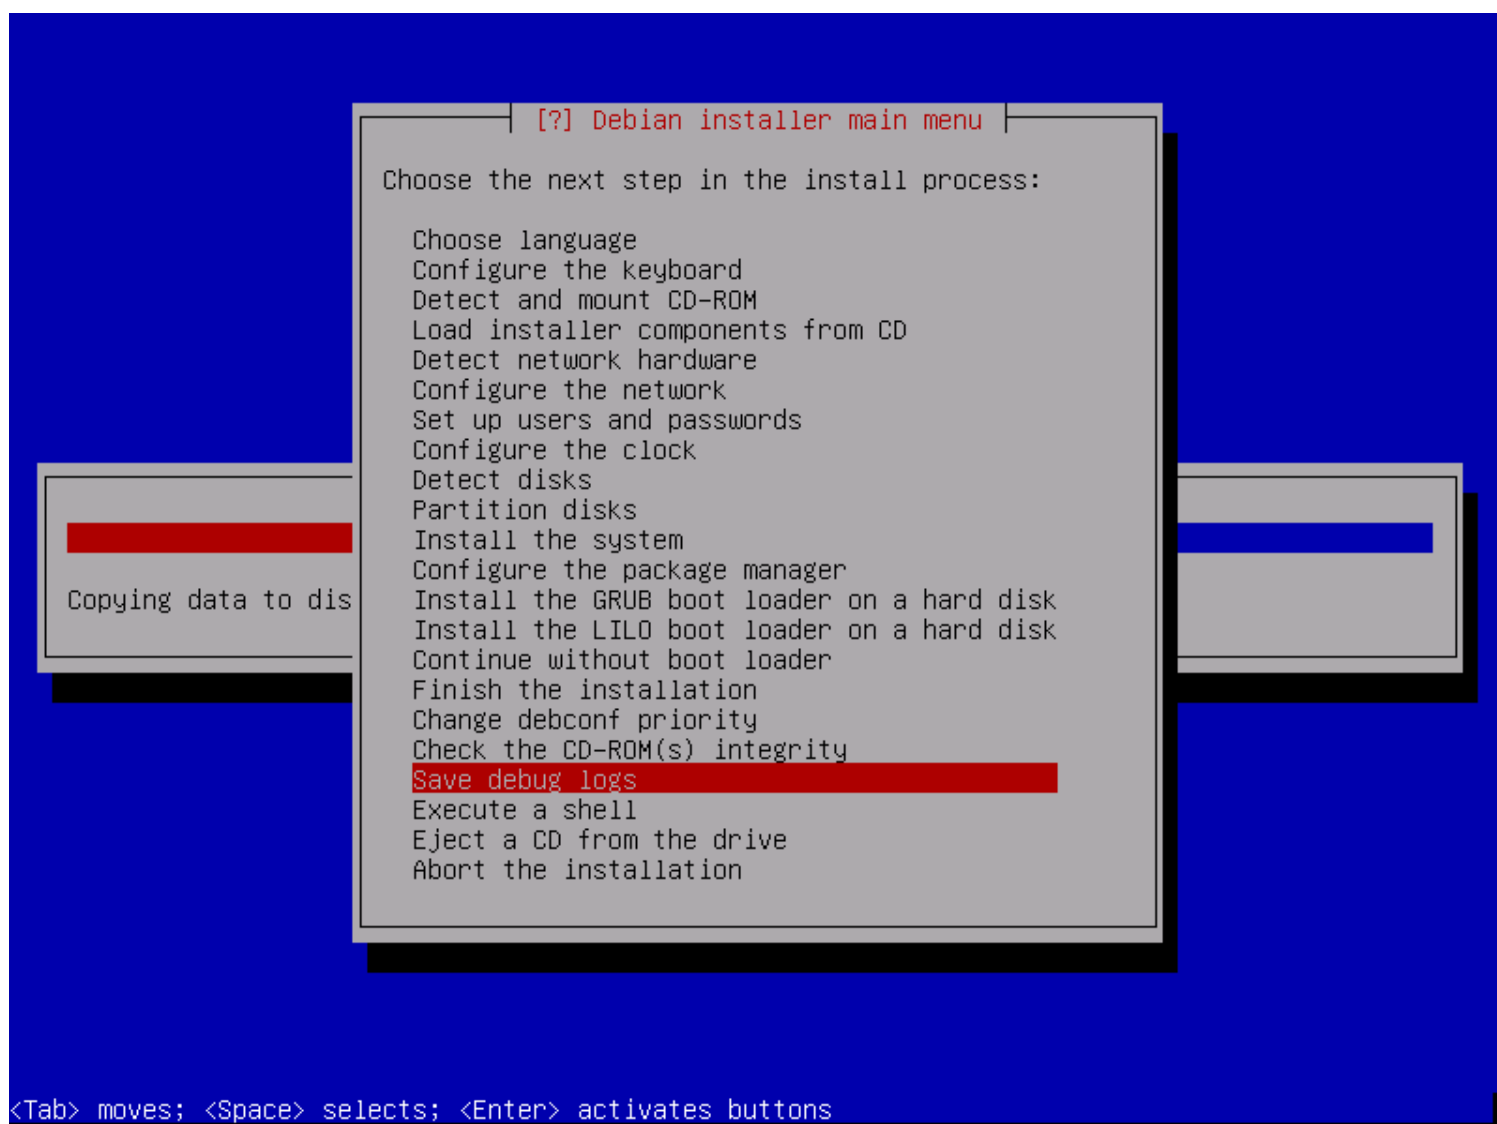 [?] Debian installer main menu
Choose the next step in the install process:
Choose language
Configure the keyboard
Detect and mount CD-ROM
Load installer components from CD
Detect network hardware
Configure the network
Set up users and passwords
Configure the clock
Detect disks
Partition disks
Install the system
Configure the package manager
Install the GRUB boot loader on a hard disk
Install the LILO boot loader on a hard disk
Continue without boot loader
Finish the installation
Change debconf priority
Check the CD-ROM(s) integrity
Save debug logs
Execute a shell
Eject a CD from the drive
Abort the installation
Copying data to dis
<Tab> moves; <Space> selects; <Enter> activates buttons